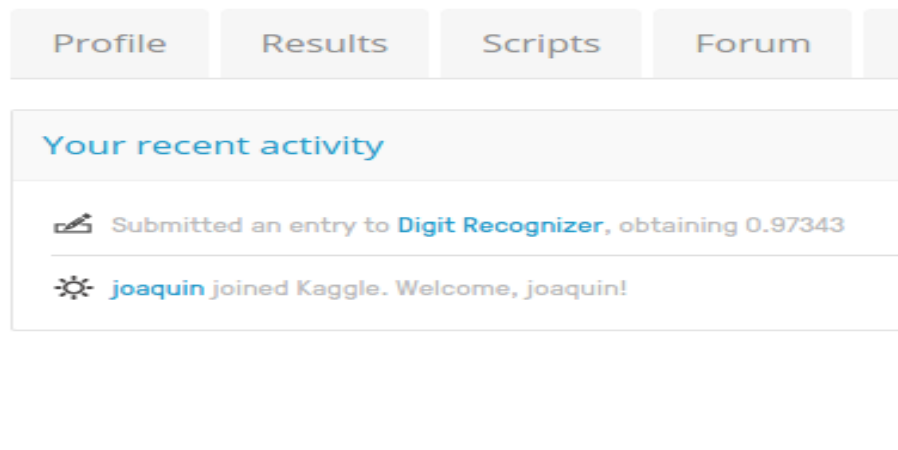 Profile Results Scripts Forum
Your recent activity
Submitted an entry to Digit Recognizer, obtaining 0.97343
joaquin joined Kaggle. Welcome, joaquin!